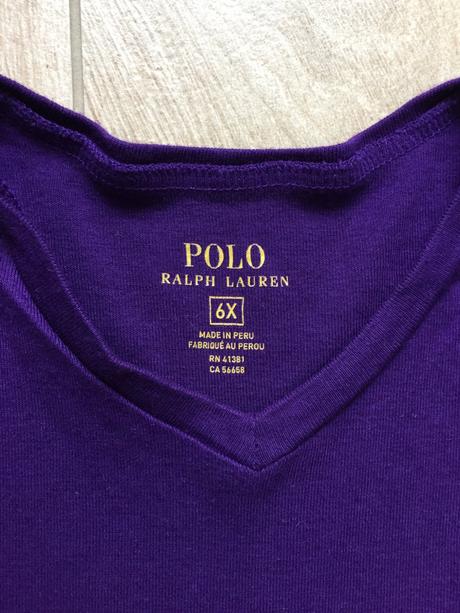 POLO
RALPH LAUREN
6X
MADE IN PERU
FABRIQUÉ AU PEROU
RN 41381
CA 56658